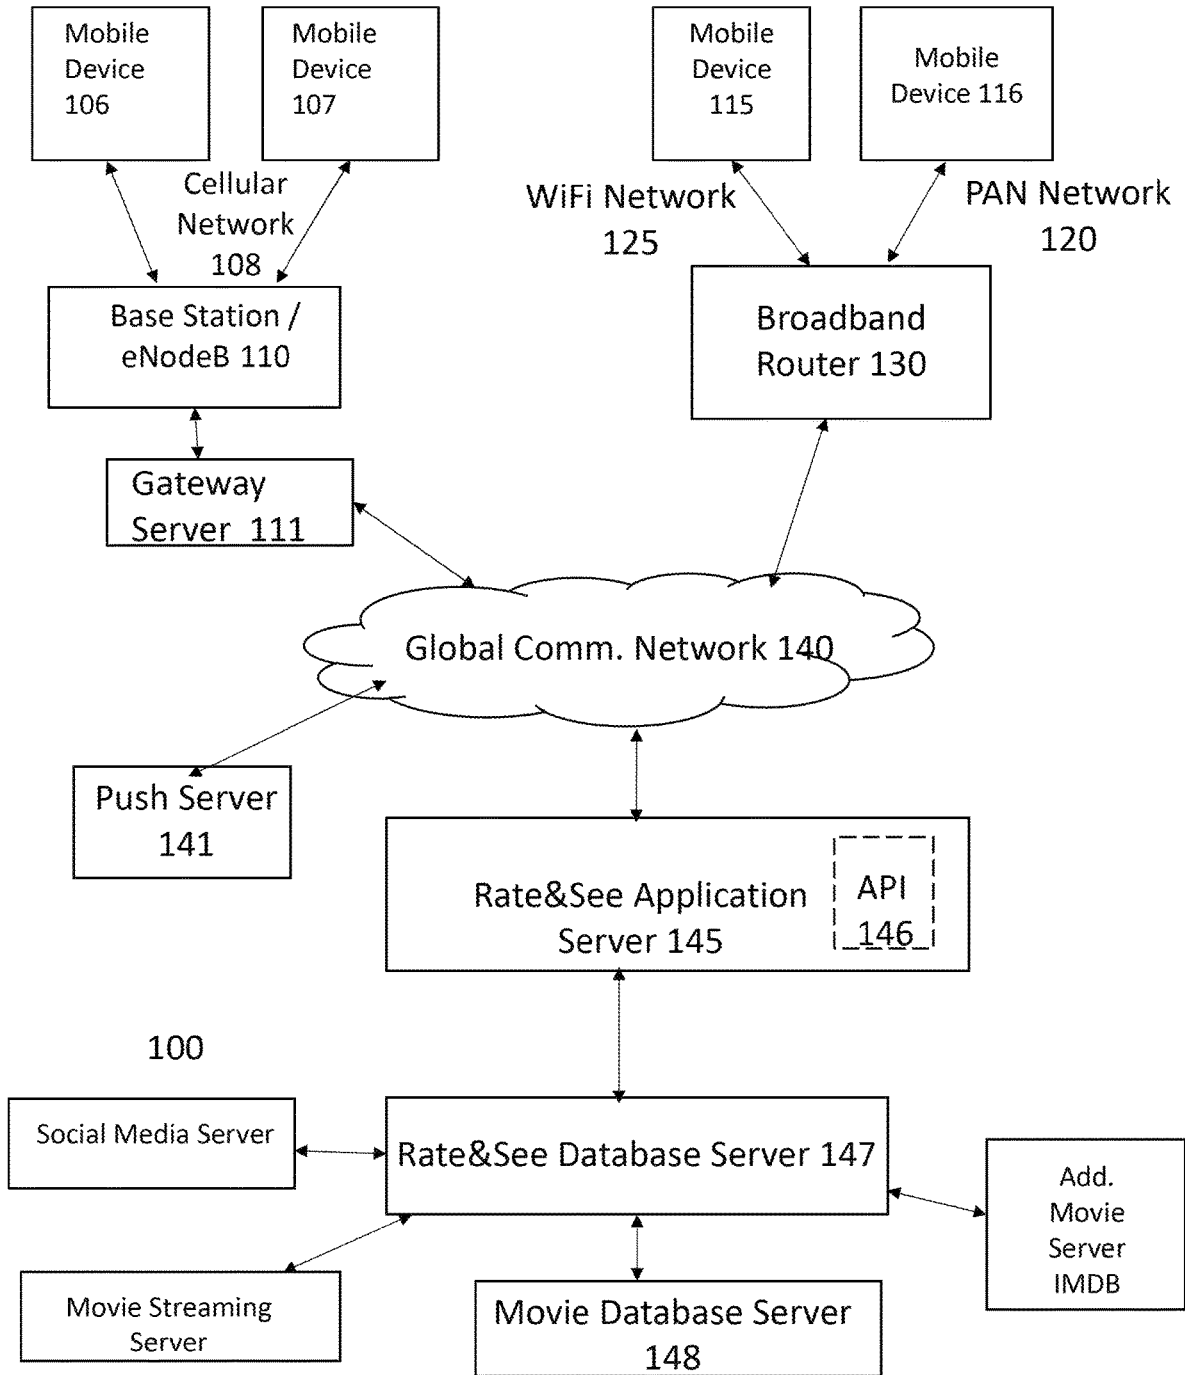 Mobile
Device
106
Mobile
Device
107
Mobile
Device
115
Mobile
Device 116
Cellular
Network
108
WiFi Network
125
PAN Network
120
Base Station /
eNodeB 110
Broadband
Router 130
Gateway
Server 111
Global Comm. Network 140
Push Server
141
Rate&See Application
Server 145
API
146
100
Social Media Server
Rate&See Database Server 147
Add.
Movie
Server
IMDB
Movie Streaming
Server
Movie Database Server
148